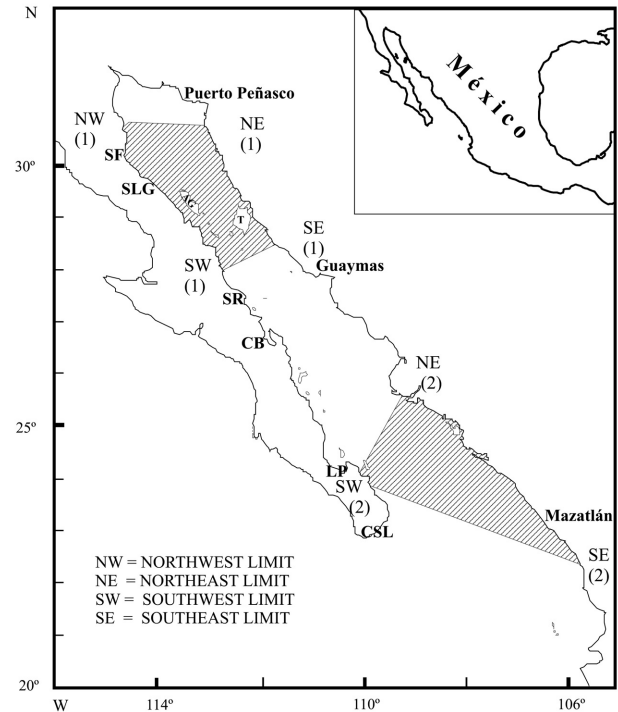 N
México
Puerto Peñasco
NW
(1)
NE
(1)
SF
30º
SLG
AG
T
SE
(1)
SW
(1)
Guaymas
SR
CB
NE
(2)
25º
LP
SW
(2)
Mazatlán
CSL
SE
(2)
NW = NORTHWEST LIMIT
NE = NORTHEAST LIMIT
SW = SOUTHWEST LIMIT
SE = SOUTHEAST LIMIT
20º
W
114º
110º
106º